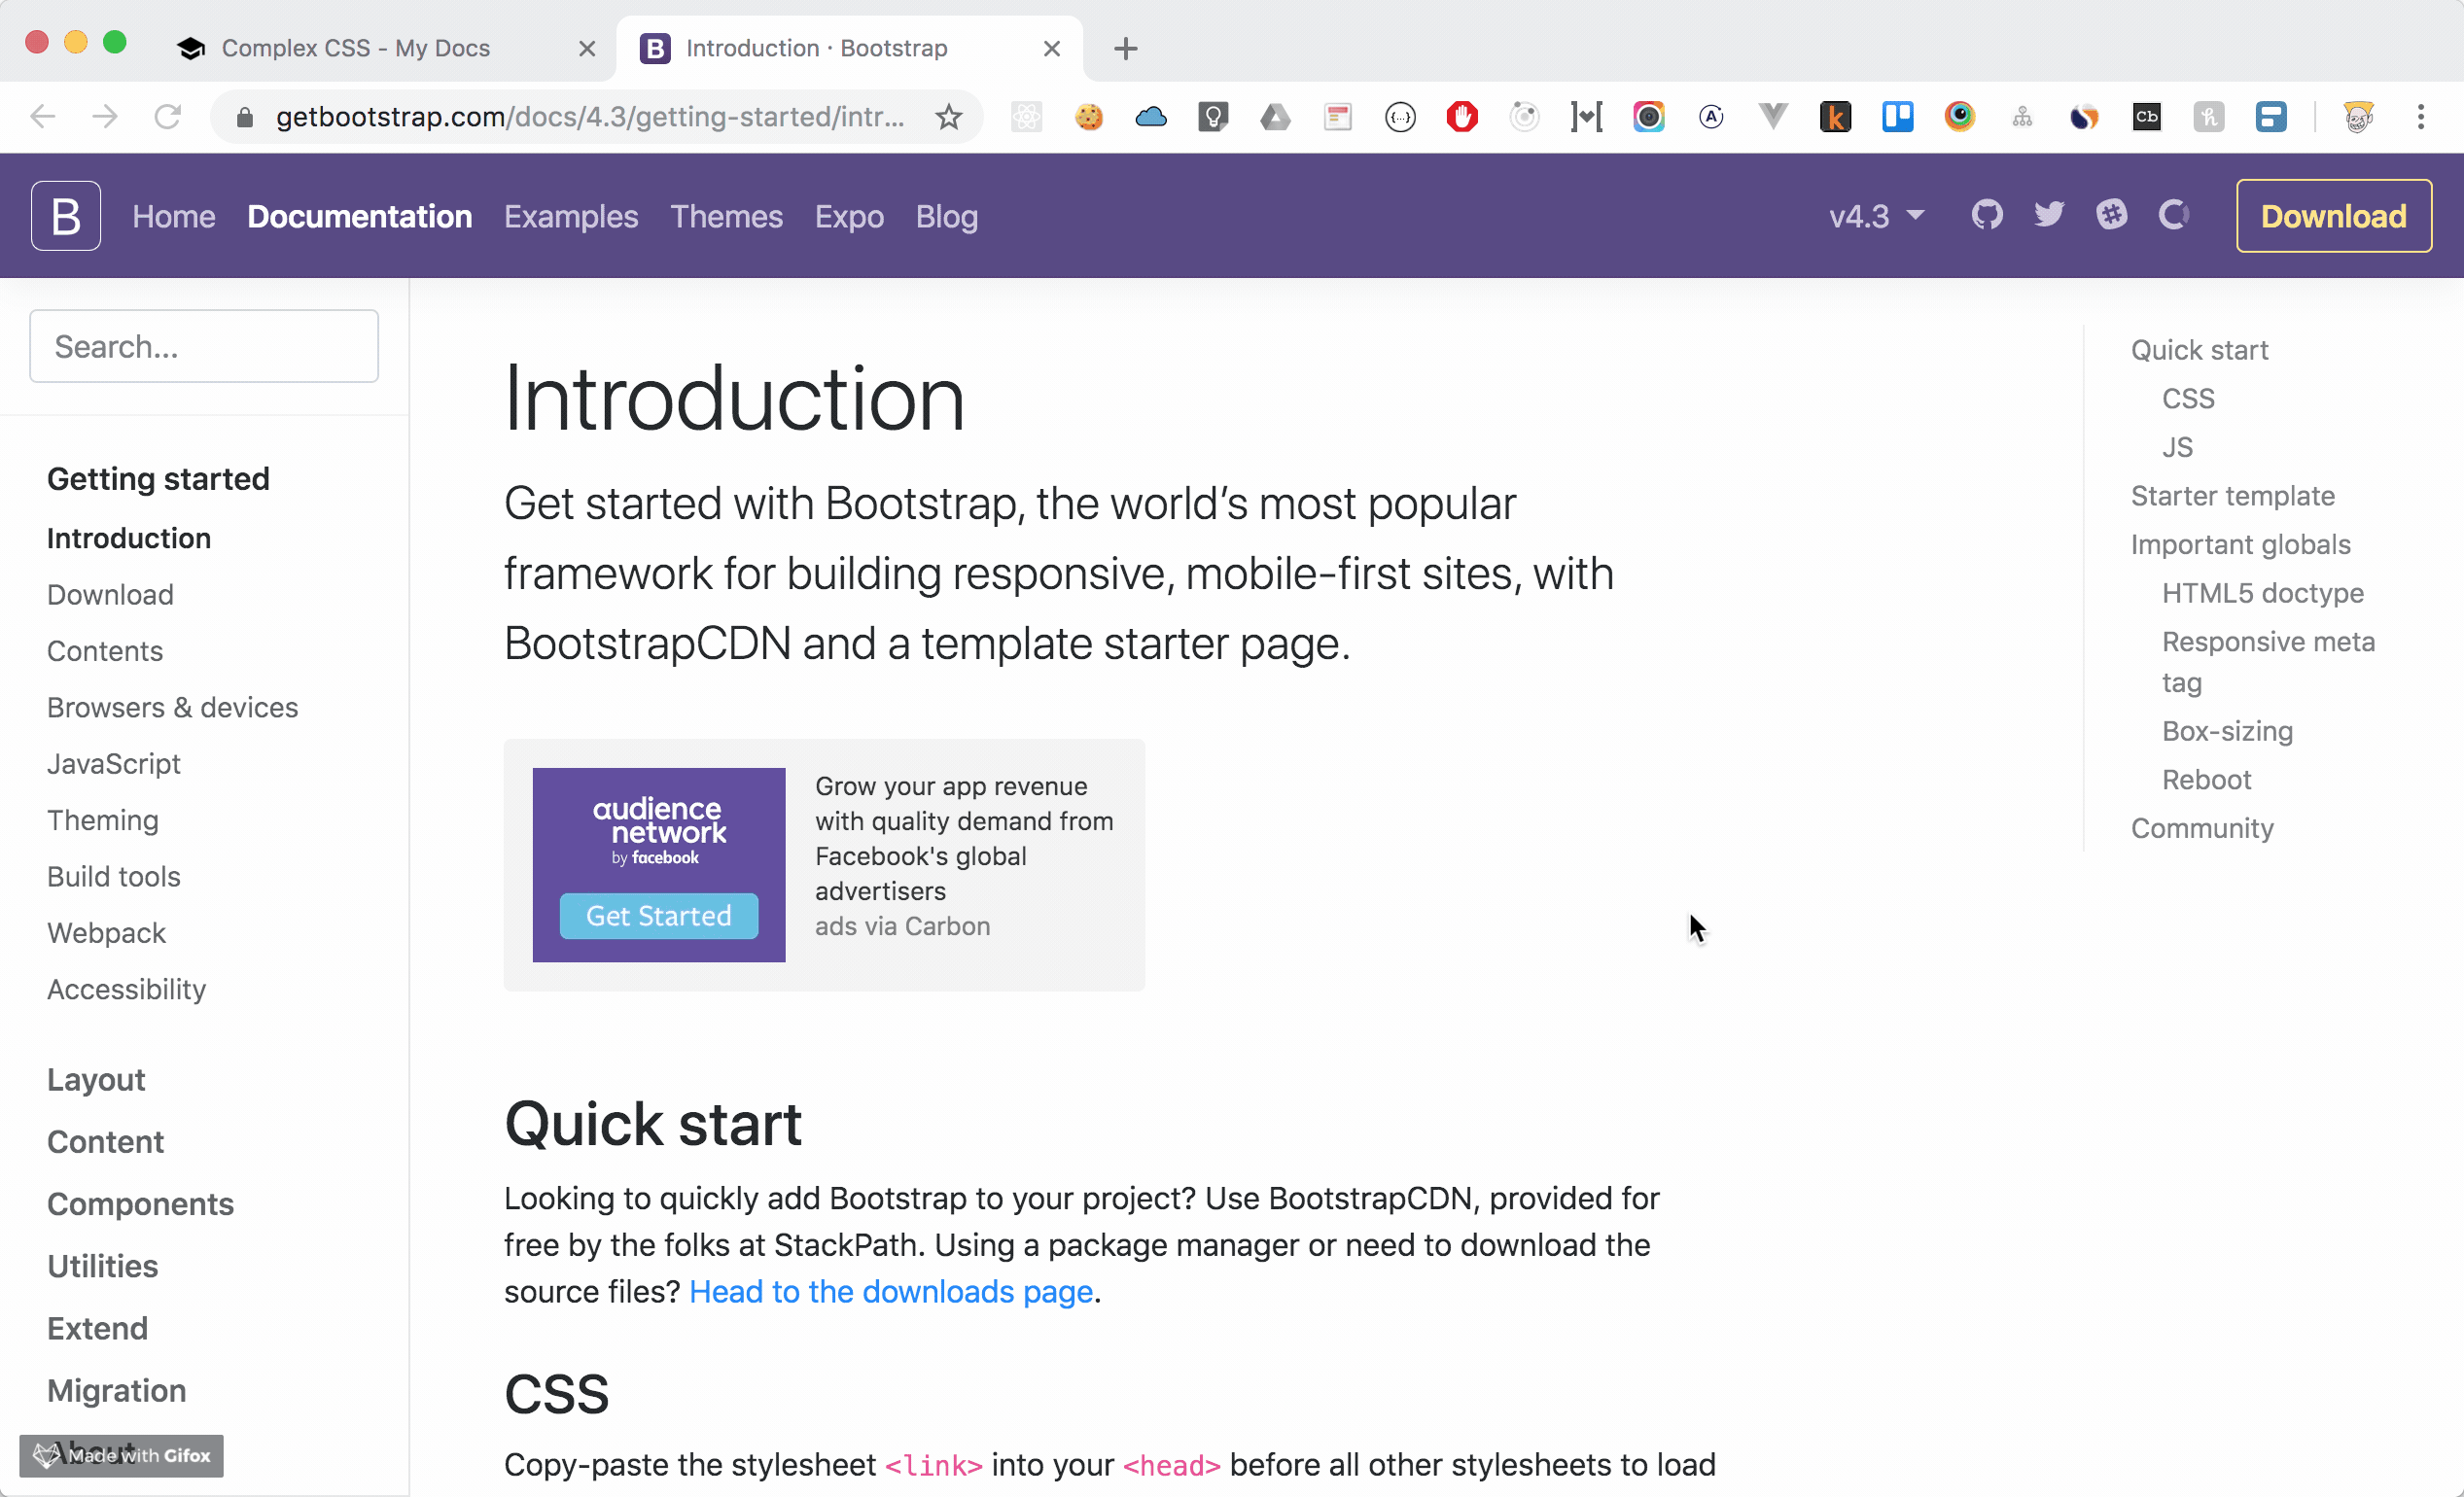 Complex CSS - My Docs
Introduction · Bootstrap
getbootstrap.com/docs/4.3/getting-started/intr...
B
Home
Documentation
Examples
Themes
Expo
Blog
v4.3
Download
Search...
Getting started
Introduction
Download
Contents
Browsers & devices
JavaScript
Theming
Build tools
Webpack
Accessibility
Layout
Content
Components
Utilities
Extend
Migration
About
Made with Gifox
Introduction
Get started with Bootstrap, the world’s most popular
framework for building responsive, mobile-first sites, with
BootstrapCDN and a template starter page.
audience
network
by facebook
Get Started
Grow your app revenue
with quality demand from
Facebook's global
advertisers
ads via Carbon
Quick start
Looking to quickly add Bootstrap to your project? Use BootstrapCDN, provided for
free by the folks at StackPath. Using a package manager or need to download the
source files? Head to the downloads page.
CSS
Copy-paste the stylesheet <link> into your <head> before all other stylesheets to load
Quick start
CSS
JS
Starter template
Important globals
HTML5 doctype
Responsive meta
tag
Box-sizing
Reboot
Community